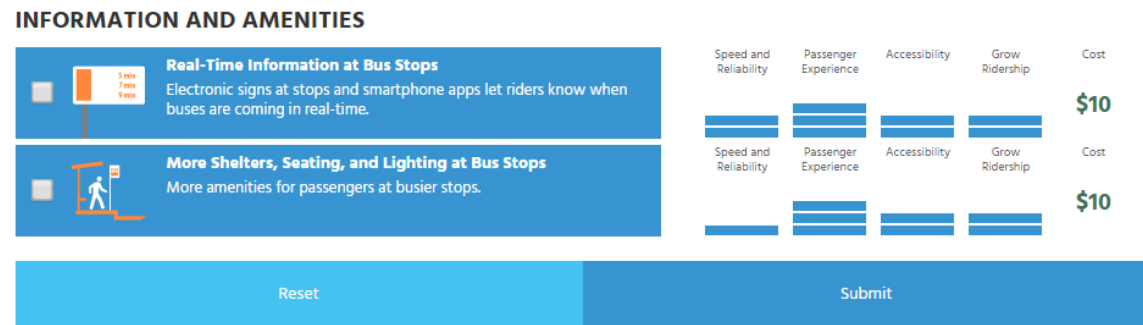 INFORMATION AND AMENITIES
Real-Time Information at Bus Stops
Electronic signs at stops and smartphone apps let riders know when
buses are coming in real-time.
5 min
7 min
9 min
Speed and
Reliability
Passenger
Experience
Accessibility
Grow
Ridership
Cost
$10
More Shelters, Seating, and Lighting at Bus Stops
More amenities for passengers at busier stops.
Speed and
Reliability
Passenger
Experience
Accessibility
Grow
Ridership
Cost
$10
Reset
Submit